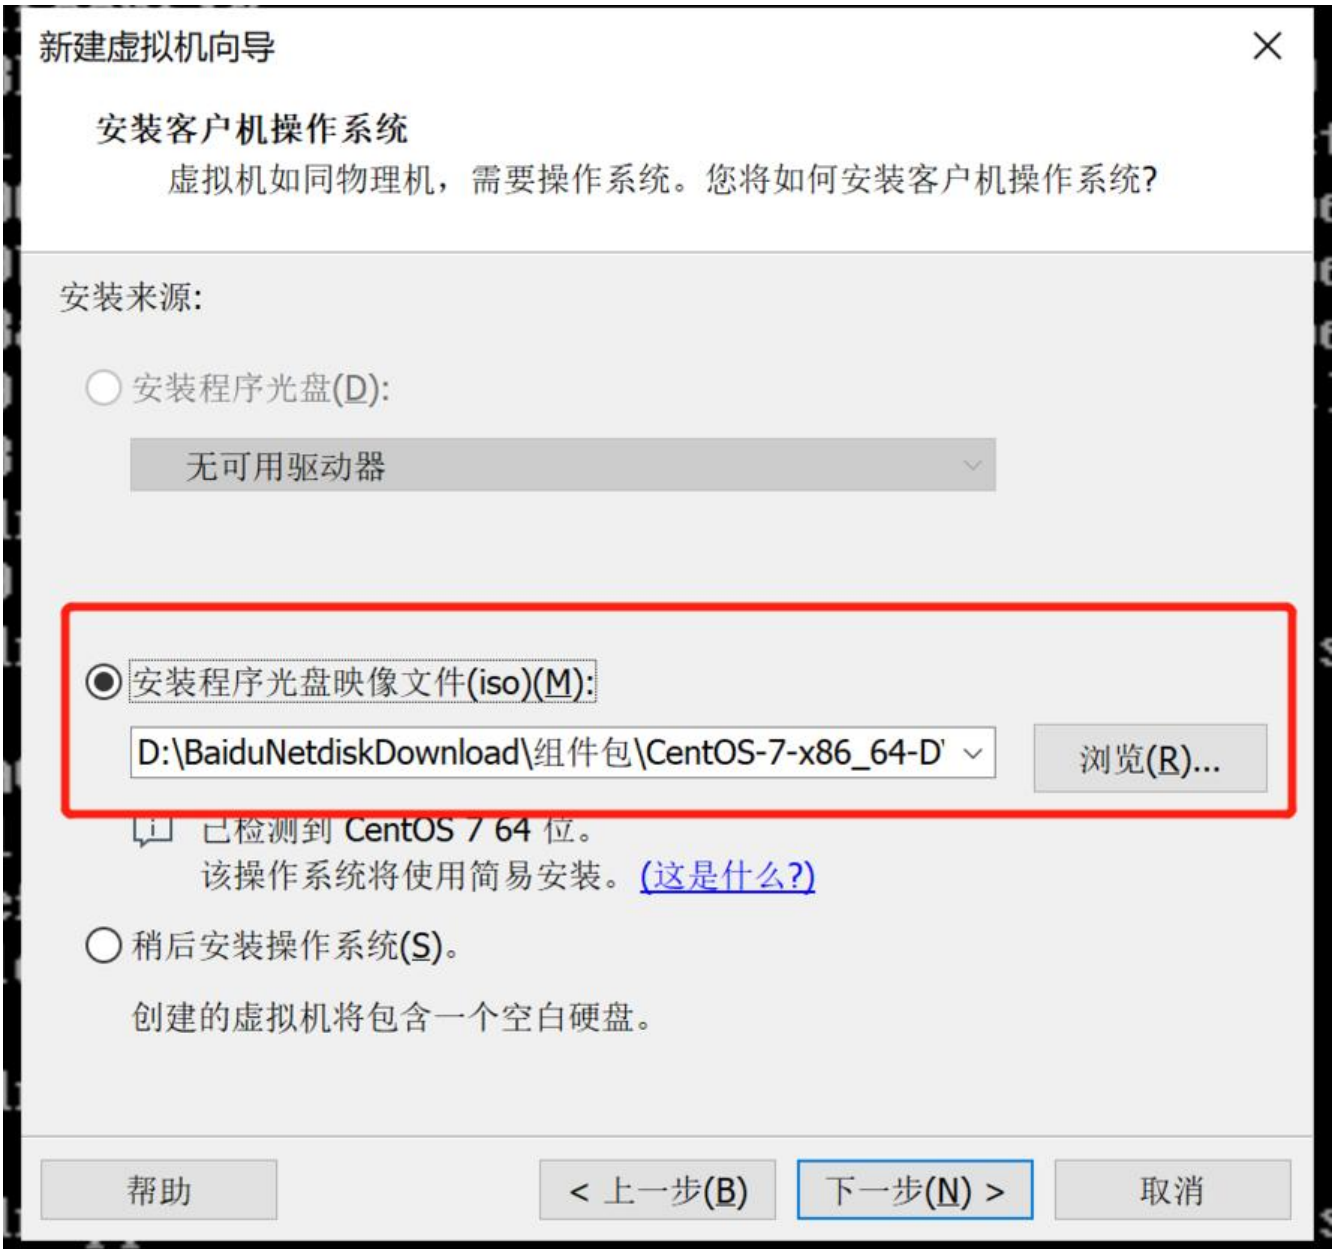 新建虚拟机向导
安装客户机操作系统
虚拟机如同物理机，需要操作系统。您将如何安装客户机操作系统?
安装来源:
安装程序光盘(D):
无可用驱动器
安装程序光盘映像文件(iso)(M):
D:\BaiduNetdiskDownload\组件包\CentOS-7-x86_64-D
浏览(R)...
已检测到 CentOS 7 64 位。
该操作系统将使用简易安装。(这是什么?)
稍后安装操作系统(S)。
创建的虚拟机将包含一个空白硬盘。
帮助
< 上一步(B)
下一步(N) >
取消